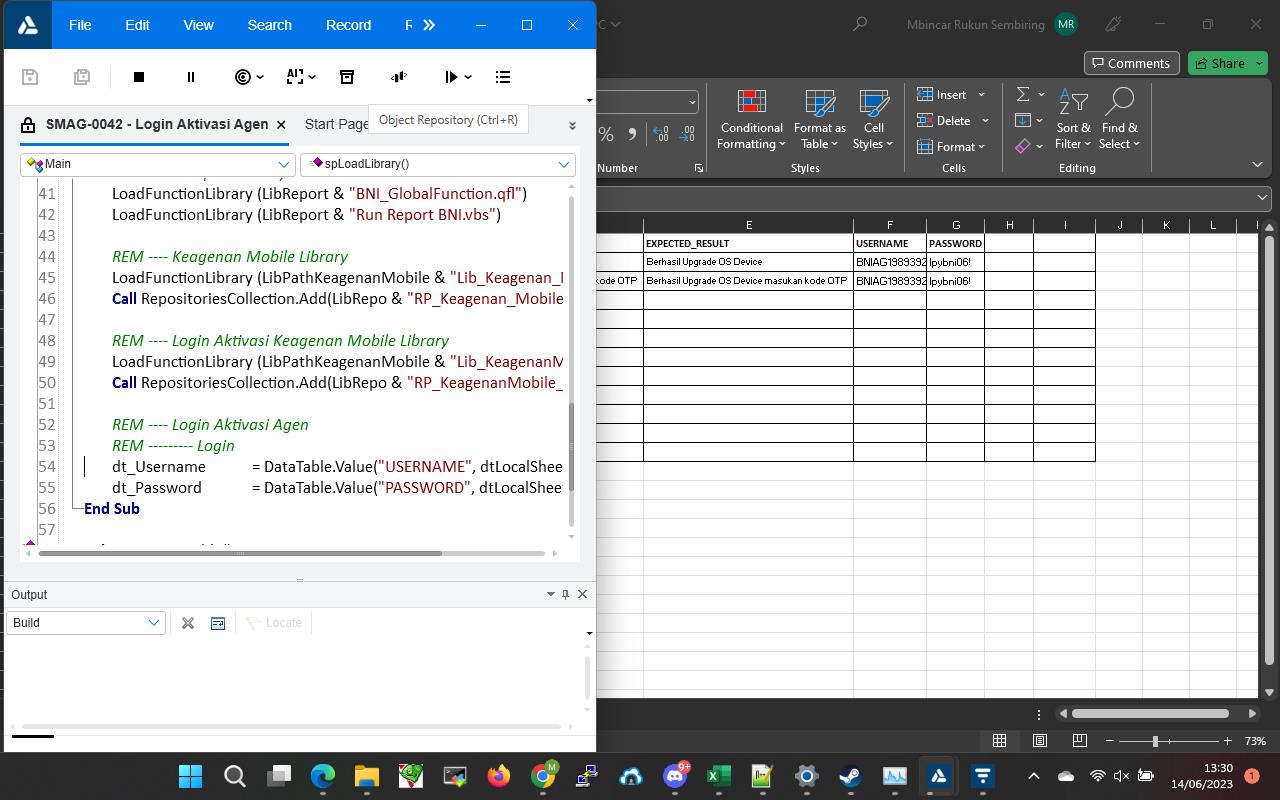 File Edit View Search Record
PC
Mbincar Rukun Sembiring MR
Comments Share
SMAG-0042 - Login Aktivasi Agen Start Page
Object Repository (Ctrl+R)
Main spLoadLibrary()
41 LoadFunctionLibrary (LibReport & "BNI_GlobalFunction.qfl")
42 LoadFunctionLibrary (LibReport & "Run Report BNI.vbs")
43
44 REM ---- Keagenan Mobile Library
45 LoadFunctionLibrary (LibPathKeagenanMobile & "Lib_Keagenan_
46 Call RepositoriesCollection.Add(LibRepo & "RP_Keagenan_Mobile
47
48 REM ---- Login Aktivasi Keagenan Mobile Library
49 LoadFunctionLibrary (LibPathKeagenanMobile & "Lib_KeagenanM
50 Call RepositoriesCollection.Add(LibRepo & "RP_KeagenanMobile_
51
52 REM ---- Login Aktivasi Agen
53 REM --------- Login
54 dt_Username = DataTable.Value("USERNAME", dtLocalShee
55 dt_Password = DataTable.Value("PASSWORD", dtLocalShee
56 End Sub
57
Output
Build Locate
% ,
Conditional Formatting
Format as Table
Cell Styles
Insert
Delete
Format
Sort & Filter
Find & Select
Number Styles Cells Editing
E F G H I J K L
EXPECTED_RESULT USERNAME PASSWORD
Berhasil Upgrade OS Device BNIAG1989392 Ipybni06!
kode OTP Berhasil Upgrade OS Device masukan kode OTP BNIAG1989392 Ipybni06!
73%
9+
13:30
14/06/2023
1